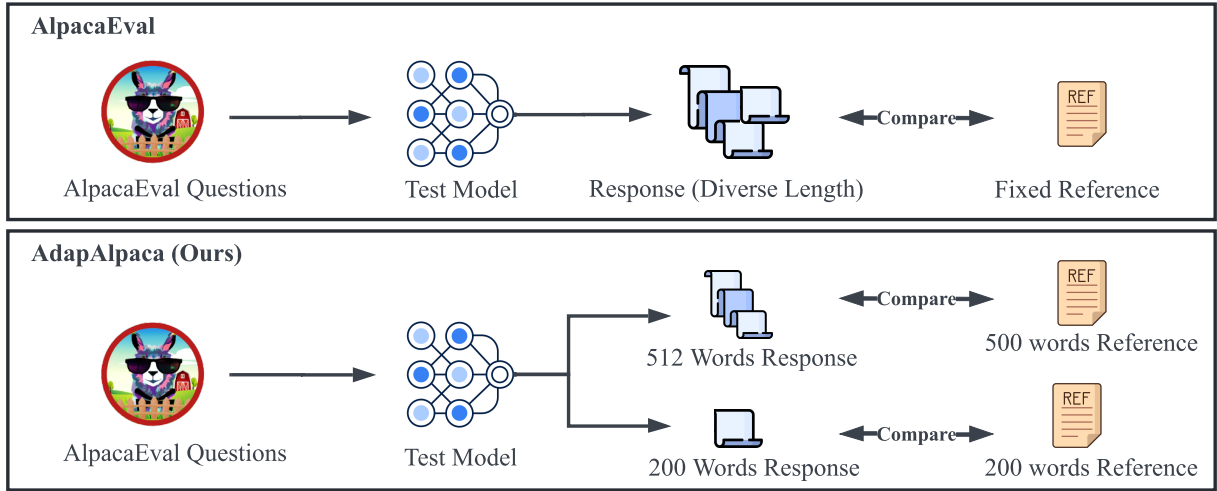 AlpacaEval
REF
Compare
AlpacaEval Questions
Test Model
Response (Diverse Length)
Fixed Reference
AdapAlpaca (Ours)
REF
Compare
512 Words Response
500 words Reference
REF
Compare
AlpacaEval Questions
Test Model
200 Words Response
200 words Reference